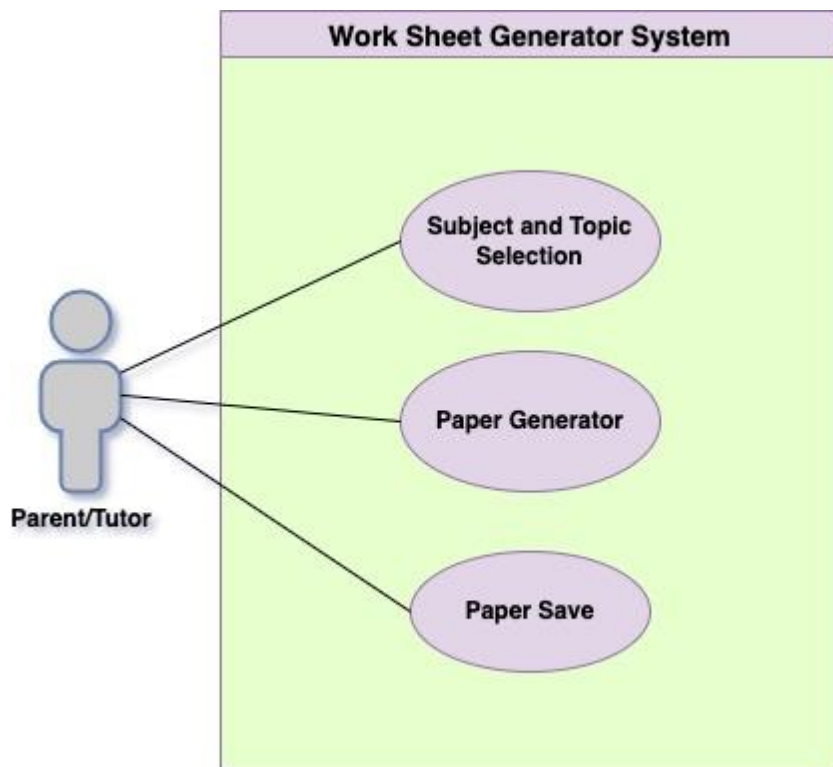 Work Sheet Generator System
Subject and Topic
Selection
Paper Generator
Parent/Tutor
Paper Save